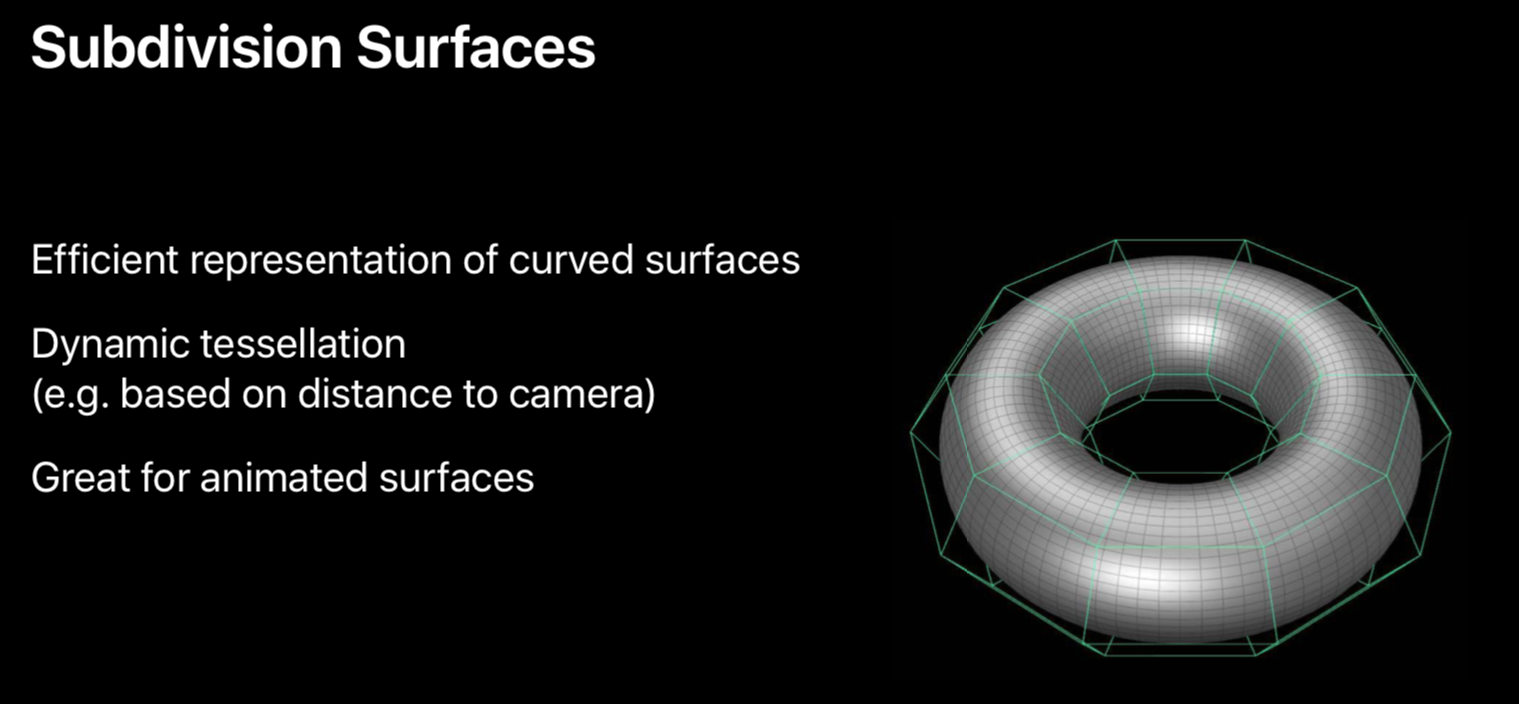 Subdivision Surfaces
Efficient representation of curved surfaces
Dynamic tessellation
(e.g. based on distance to camera)
Great for animated surfaces